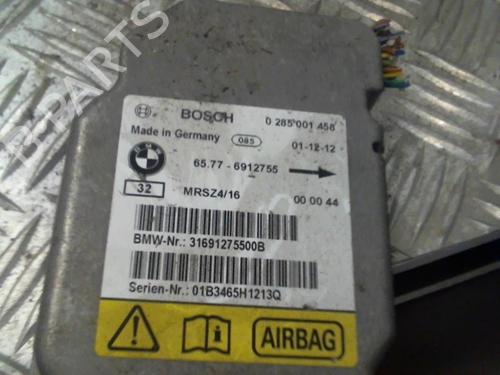 BOSCH 0 285 001 458
Made in Germany 085 01-12-12
BMW
65.77 - 6912755
32 MRSZ4/16 00 00 44
BMW-Nr.: 31691275500B
Serien-Nr.: 01B3465H1213Q
AIRBAG